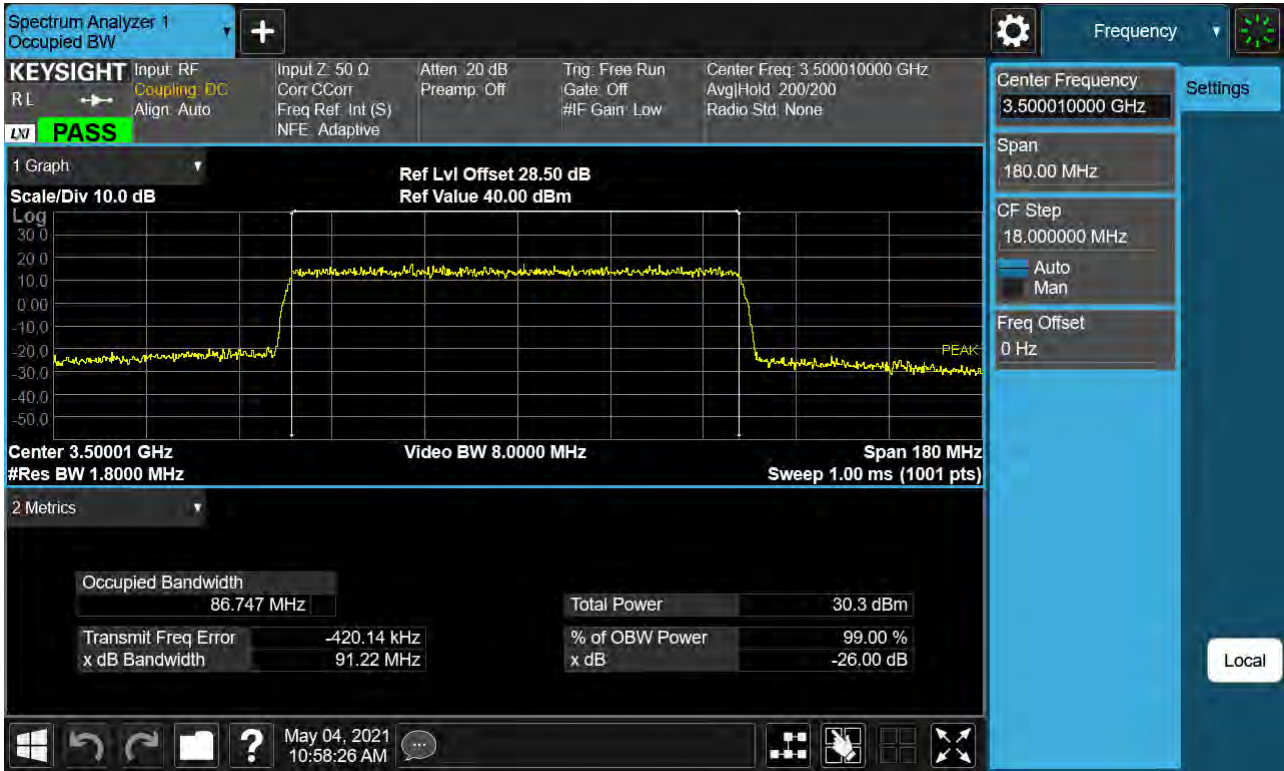 Spectrum Analyzer 1
Occupied BW
+
Frequency
KEYSIGHT
RL
LXI
PASS
Input: RF
Coupling: DC
Align: Auto
Input Z: 50 Ω
Corr CCorr
Freq Ref: Int (S)
NFE: Adaptive
Atten: 20 dB
Preamp: Off
Trig: Free Run
Gate: Off
#IF Gain: Low
Center Freq: 3.500010000 GHz
Avg|Hold: 200/200
Radio Std: None
Center Frequency
3.500010000 GHz
Settings
Span
180.00 MHz
CF Step
18.000000 MHz
Auto
Man
Freq Offset
0 Hz
Local
1 Graph
Scale/Div 10.0 dB
Ref Lvl Offset 28.50 dB
Ref Value 40.00 dBm
Log
30.0
20.0
10.0
0.00
-10.0
-20.0
-30.0
-40.0
-50.0
PEAK
Center 3.50001 GHz
#Res BW 1.8000 MHz
Video BW 8.0000 MHz
Span 180 MHz
Sweep 1.00 ms (1001 pts)
2 Metrics
Occupied Bandwidth
86.747 MHz
Transmit Freq Error -420.14 kHz
x dB Bandwidth 91.22 MHz
Total Power 30.3 dBm
% of OBW Power 99.00 %
x dB -26.00 dB
?
May 04, 2021
10:58:26 AM